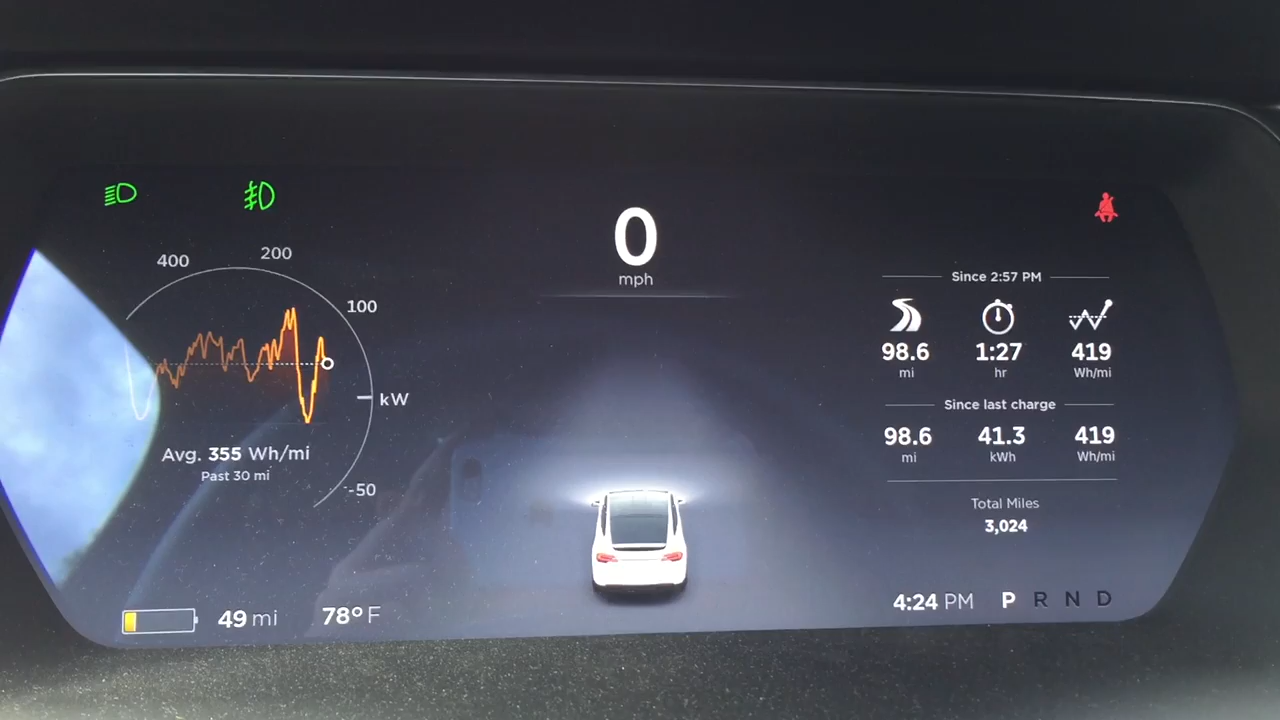 0
mph
400
200
100
kW
-50
Avg. 355 Wh/mi
Past 30 mi
Since 2:57 PM
98.6 1:27 419
mi hr Wh/mi
Since last charge
98.6 41.3 419
mi kWh Wh/mi
Total Miles
3,024
49 mi 78° F
4:24 PM P R N D